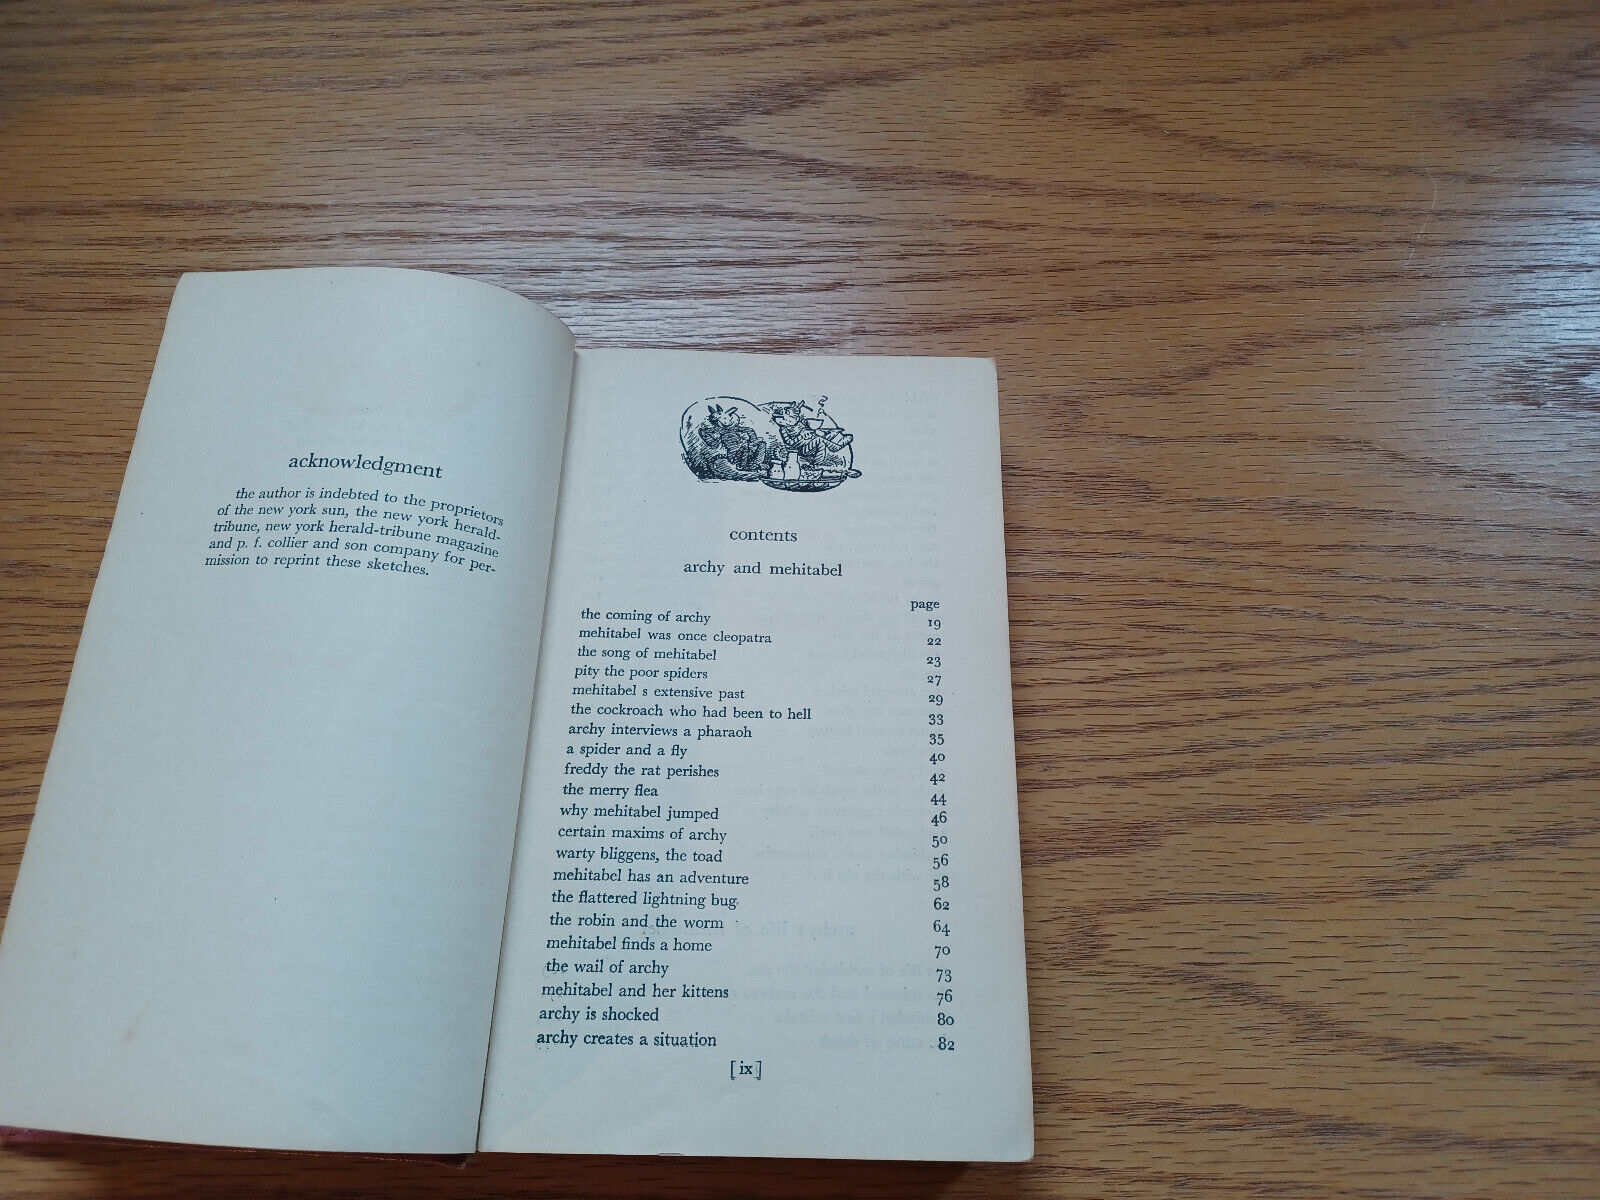 acknowledgment
the author is indebted to the proprietors
of the new york sun, the new york herald-
tribune, new york herald-tribune magazine
and p. f. collier and son company for per-
mission to reprint these sketches.
contents
archy and mehitabel
page
the coming of archy 19
mehitabel was once cleopatra 22
the song of mehitabel 23
pity the poor spiders 27
mehitabel s extensive past 29
the cockroach who had been to hell 33
archy interviews a pharaoh 35
a spider and a fly 40
freddy the rat perishes 42
the merry flea 44
why mehitabel jumped 46
certain maxims of archy 50
warty bliggens, the toad 56
mehitabel has an adventure 58
the flattered lightning bug 62
the robin and the worm 64
mehitabel finds a home 70
the wail of archy 73
mehitabel and her kittens 76
archy is shocked 80
archy creates a situation 82
[ ix ]